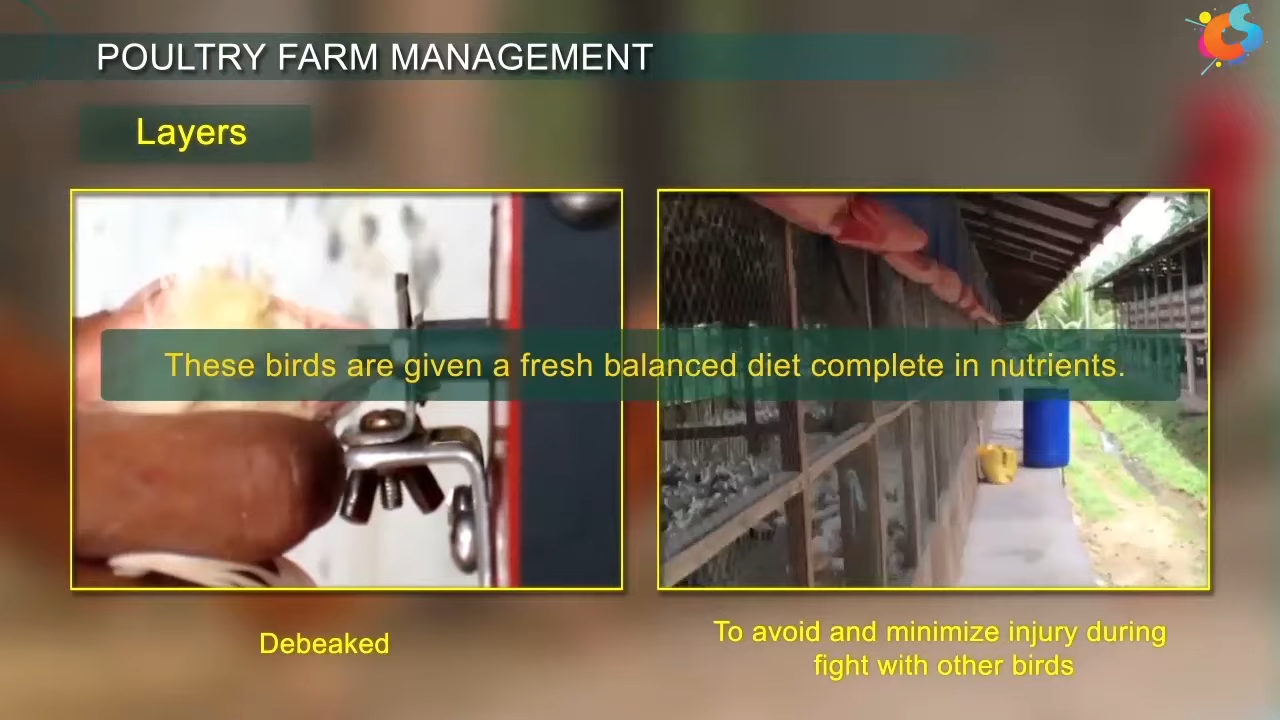 POULTRY FARM MANAGEMENT
Layers
These birds are given a fresh balanced diet complete in nutrients.
Debeaked
To avoid and minimize injury during
fight with other birds